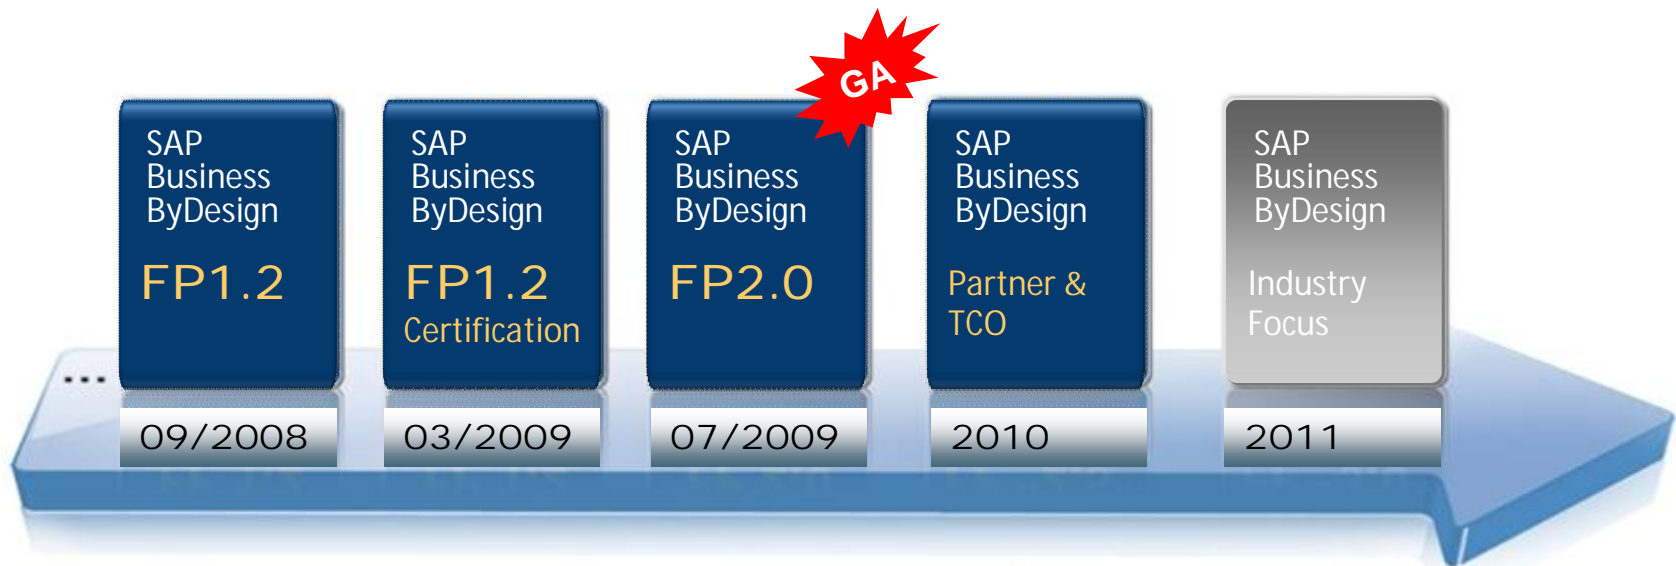 GA
SAP
Business
ByDesign
FP1.2
09/2008
SAP
Business
ByDesign
FP1.2
Certification
03/2009
SAP
Business
ByDesign
FP2.0
07/2009
SAP
Business
ByDesign
Partner &
TCO
2010
SAP
Business
ByDesign
Industry
Focus
2011
...